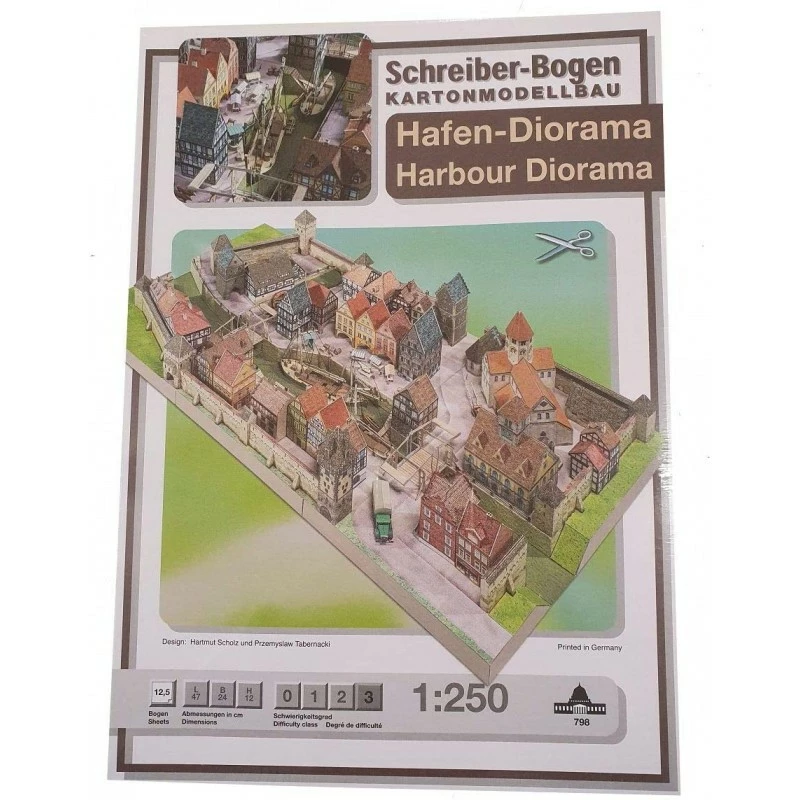 Schreiber-Bogen
KARTONMODELLBAU
Hafen-Diorama
Harbour Diorama
Design: Hartmut Scholz und Przemyslaw Tabernacki
Printed in Germany
12,5
L
47
B
24
H
12
0 1 2 3
1:250
798
Bogen
Sheets
Abmessungen in cm
Dimensions
Schwierigkeitsgrad
Difficulty class Degré de difficulté